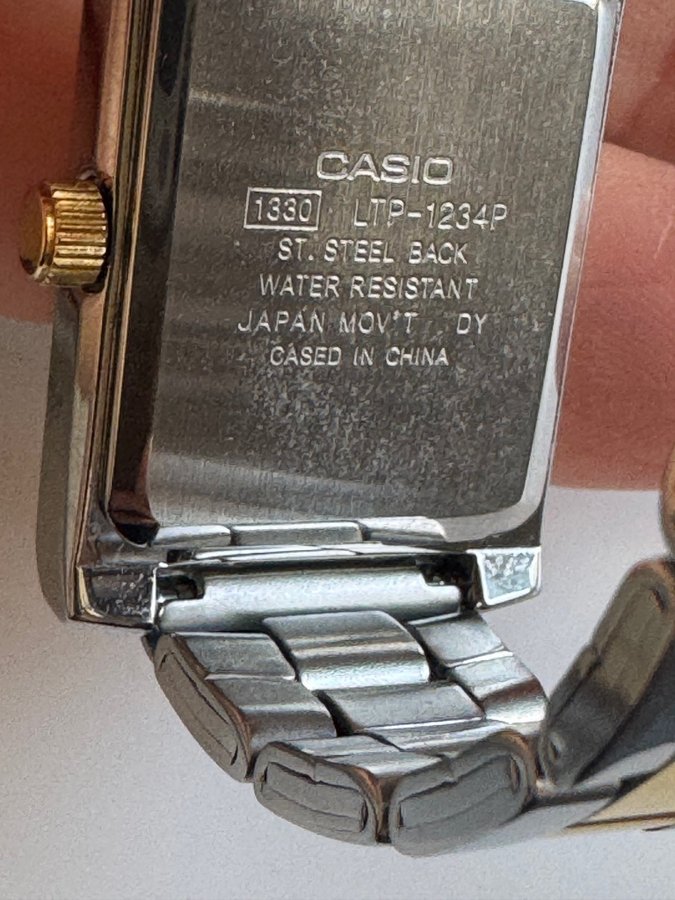 CASIO
1330 LTP-1234P
ST. STEEL BACK
WATER RESISTANT
JAPAN MOV'T DY
CASED IN CHINA